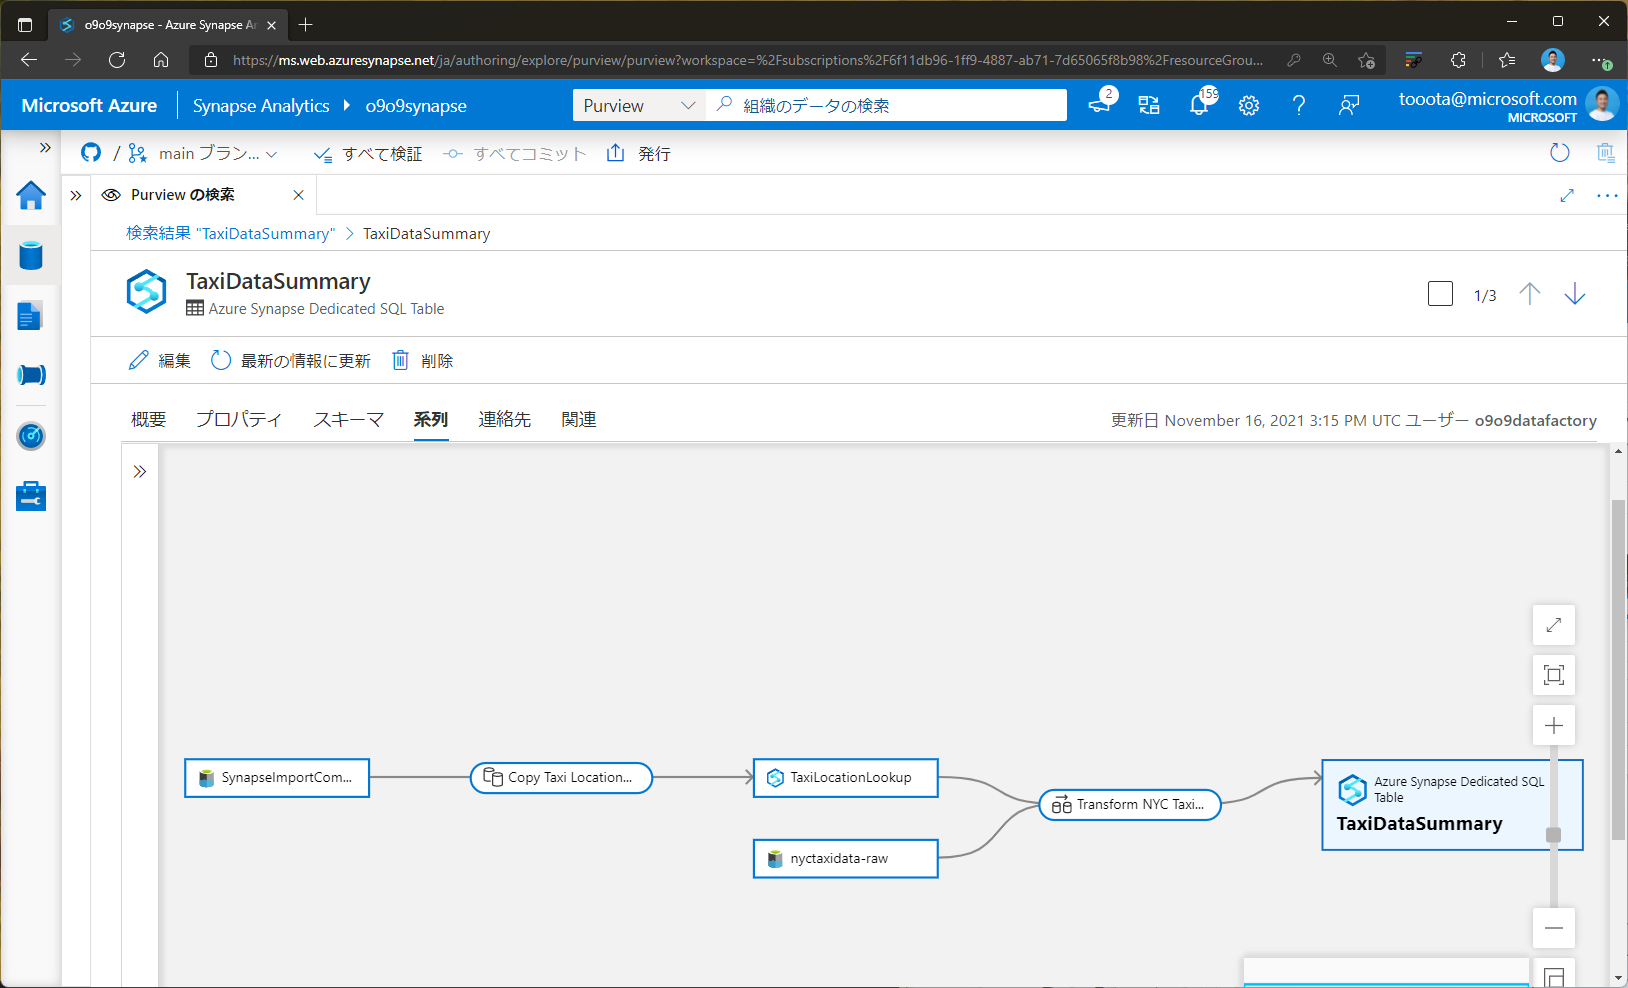 o9o9synapse - Azure Synapse An
https://ms.web.azuresynapse.net/ja/authoring/explore/purview/purview?workspace=%2Fsubscriptions%2F6f11db96-1ff9-4887-ab71-7d65065f8b98%2FresourceGrou...
Microsoft Azure
Synapse Analytics
o9o9synapse
Purview
組織のデータの検索
2
159
tooota@microsoft.com
MICROSOFT
/
main ブラン...
すべて検証
すべてコミット
発行
Purview の検索
検索結果 "TaxiDataSummary" > TaxiDataSummary
TaxiDataSummary
Azure Synapse Dedicated SQL Table
1/3
編集
最新の情報に更新
削除
概要
プロパティ
スキーマ
系列
連絡先
関連
更新日 November 16, 2021 3:15 PM UTC ユーザー o9o9datafactory
SynapseImportCom...
Copy Taxi Location...
TaxiLocationLookup
nyctaxidata-raw
Transform NYC Taxi...
Azure Synapse Dedicated SQL
Table
TaxiDataSummary